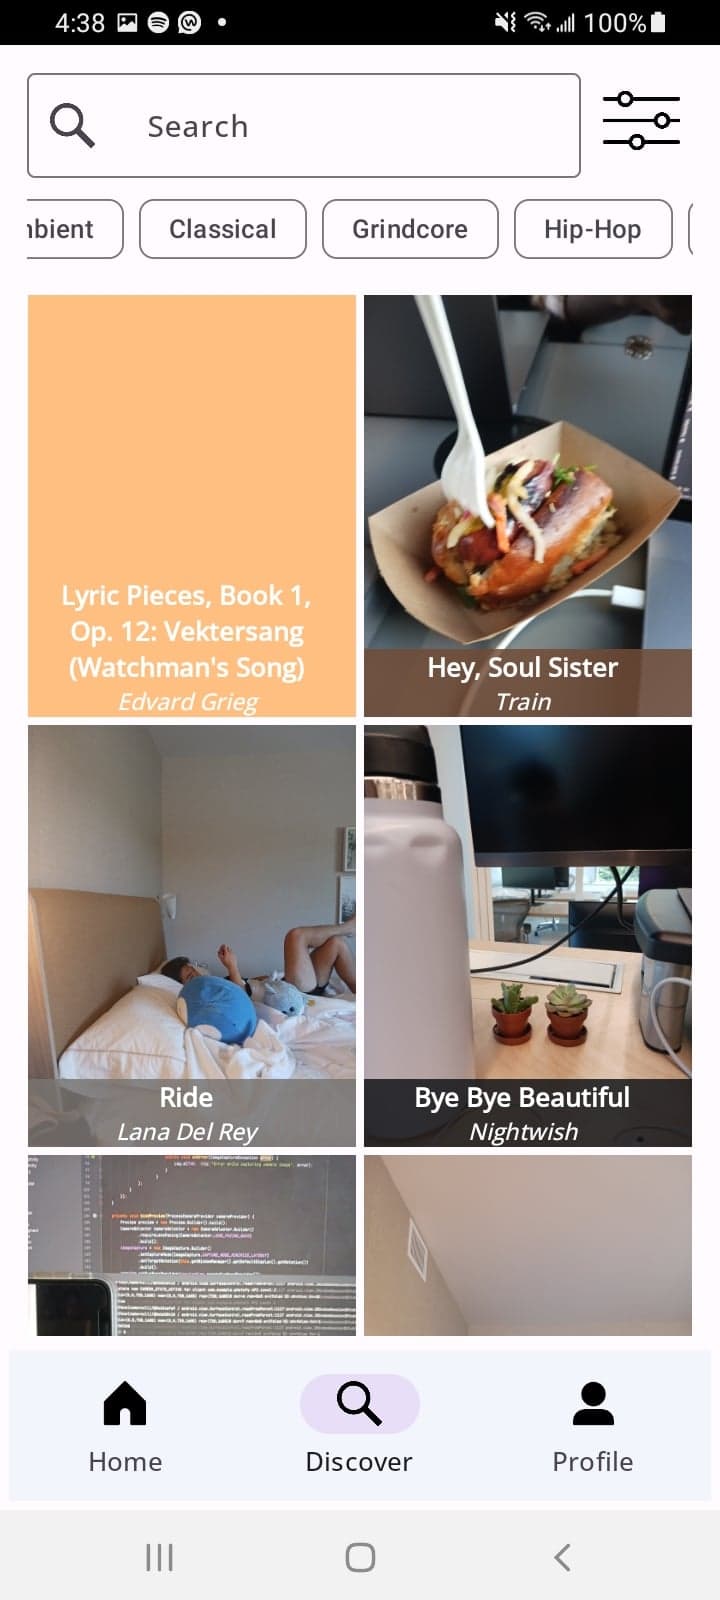 4:38
100%
Search
nbient
Classical
Grindcore
Hip-Hop
Lyric Pieces, Book 1,
Op. 12: Vektersang
(Watchman's Song)
Edvard Grieg
Hey, Soul Sister
Train
Ride
Lana Del Rey
Bye Bye Beautiful
Nightwish
Home
Discover
Profile